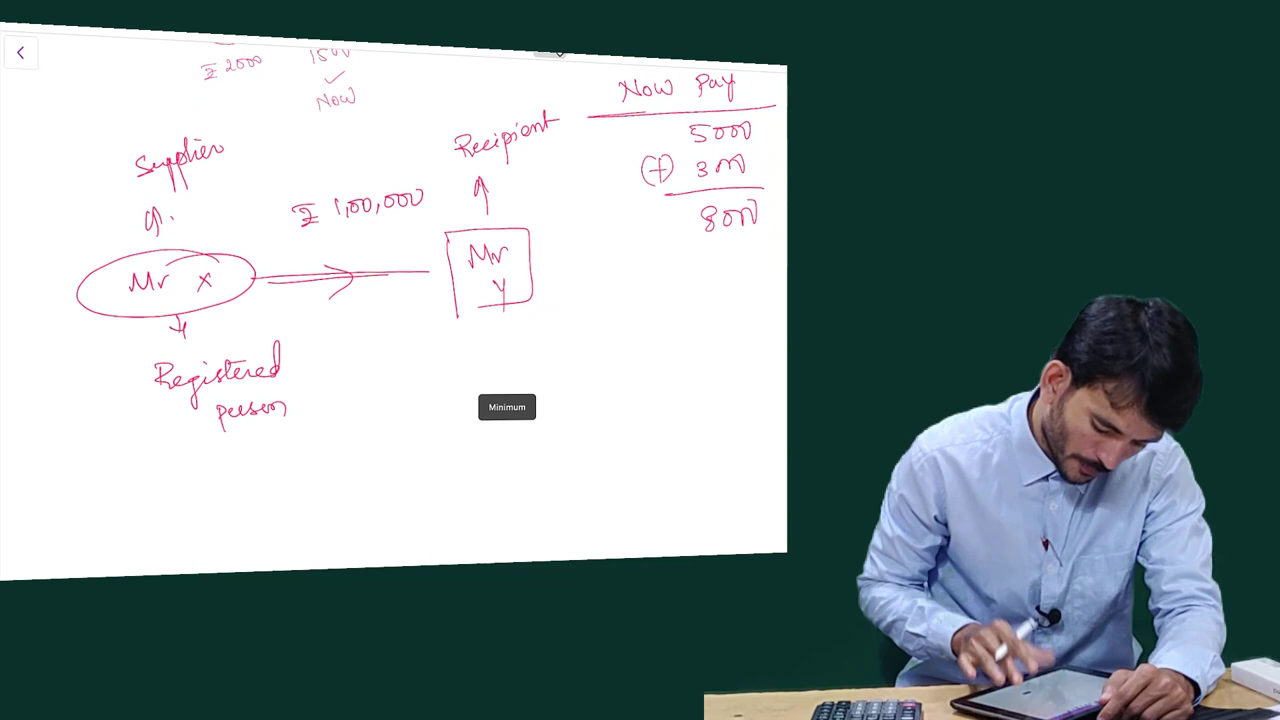 ₹ 2000 1500
Now
Supplier
Recipient
Now Pay
5000
(+) 3000
8000
₹ 1,00,000
Mr X
Mr
Y
Registered
person
Minimum